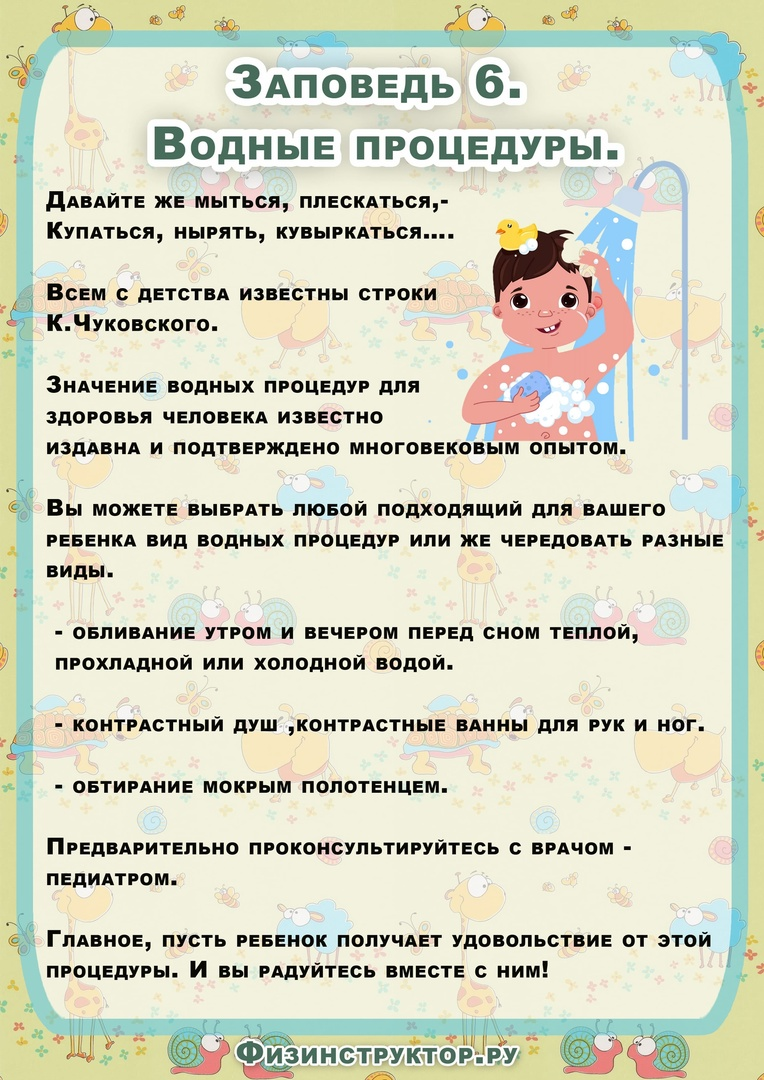 Заповедь 6.
Водные процедуры.
Давайте же мыться, плескаться,-
Купаться, нырять, кувыркаться....
Всем с детства известны строки
К.Чуковского.
Значение водных процедур для
здоровья человека известно
издавна и подтверждено многовековым опытом.
Вы можете выбрать любой подходящий для вашего
ребенка вид водных процедур или же чередовать разные
виды.
- обливание утром и вечером перед сном теплой,
прохладной или холодной водой.
- контрастный душ ,контрастные ванны для рук и ног.
- обтирание мокрым полотенцем.
Предварительно проконсультируйтесь с врачом -
педиатром.
Главное, пусть ребенок получает удовольствие от этой
процедуры. И вы радуйтесь вместе с ним!
Физинструктор.ру